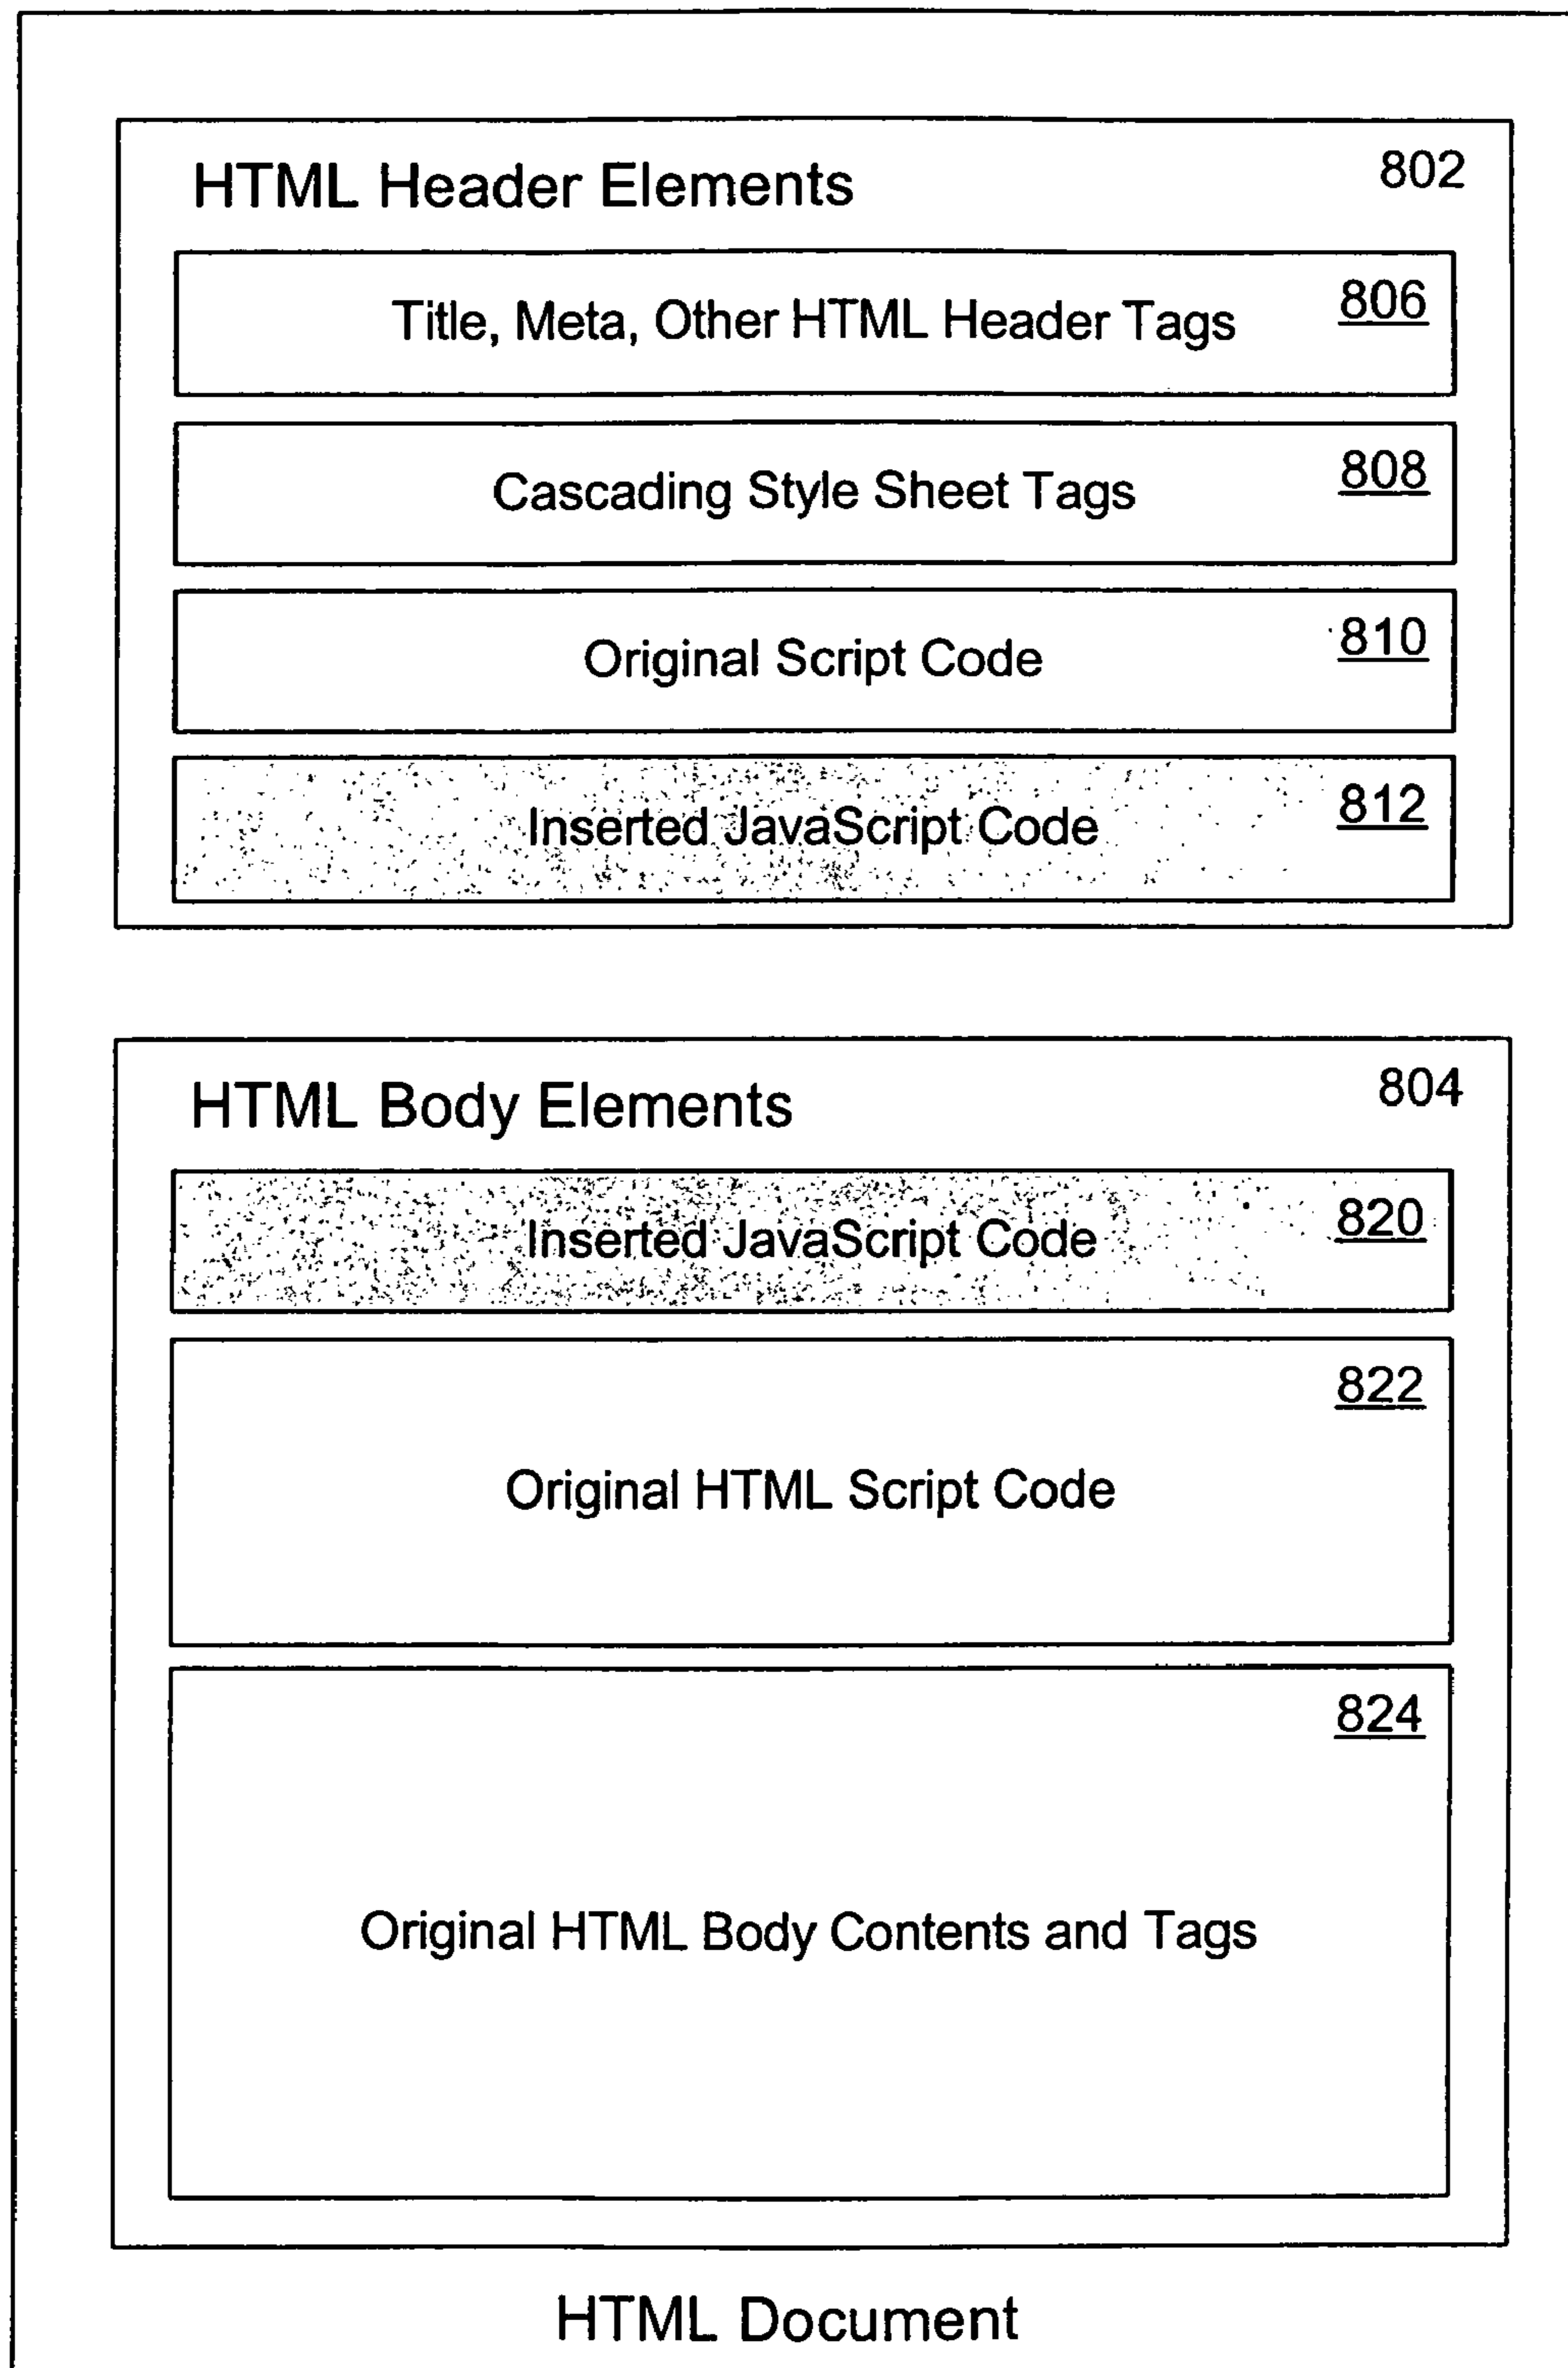 HTML Header Elements 802
Title, Meta, Other HTML Header Tags 806
Cascading Style Sheet Tags 808
Original Script Code 810
Inserted JavaScript Code 812
HTML Body Elements 804
Inserted JavaScript Code 820
822
Original HTML Script Code
824
Original HTML Body Contents and Tags
HTML Document